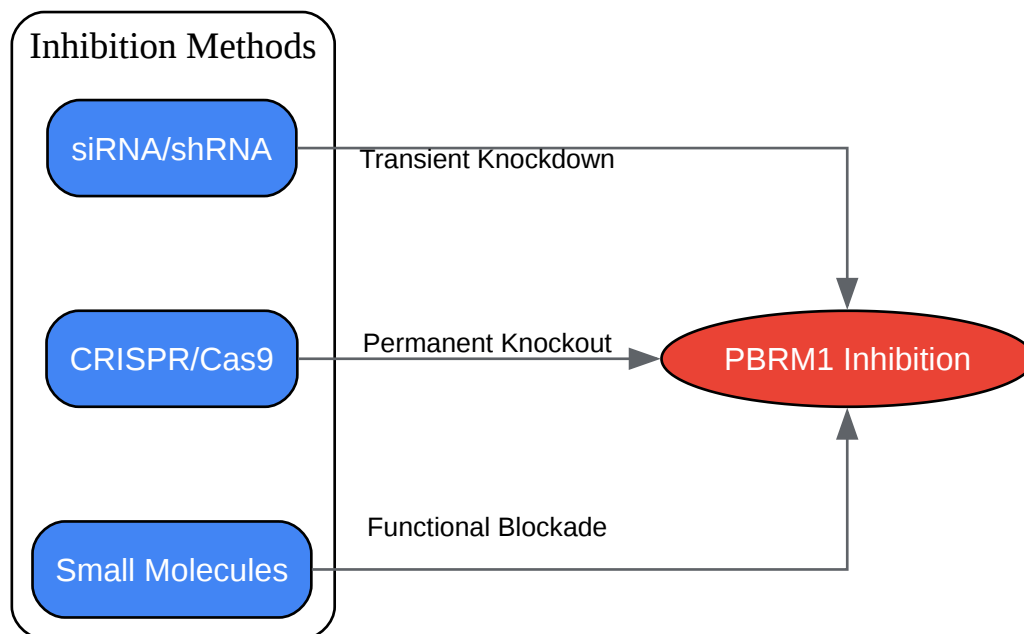 Inhibition Methods
siRNA/shRNA
Transient Knockdown
CRISPR/Cas9
Permanent Knockout
PBRM1 Inhibition
Functional Blockade
Small Molecules